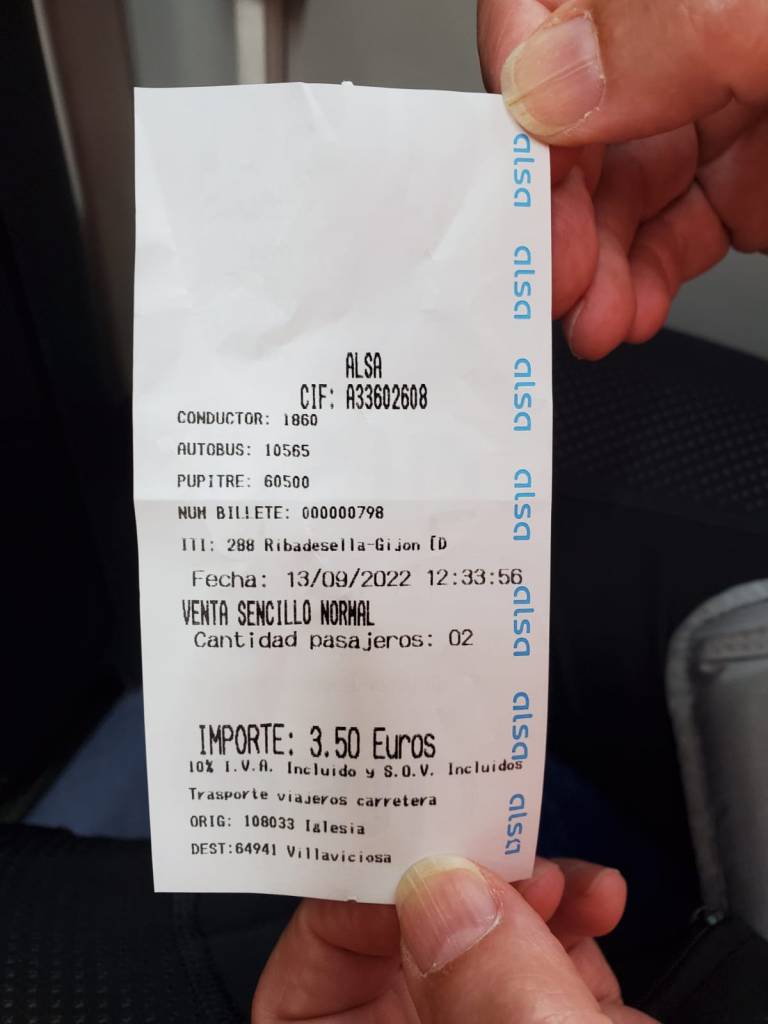 ALSA
CIF: A33602608
CONDUCTOR: 1860
AUTOBUS: 10565
PUPITRE: 60500
NUM BILLETE: 000000798
ITI: 288 Ribadesella-Gijon [D
Fecha: 13/09/2022 12:33:56
VENTA SENCILLO NORMAL
Cantidad pasajeros: 02
IMPORTE: 3.50 Euros
10% I.V.A. Incluido y S.O.V. Incluidos
Trasporte viajeros carretera
ORIG: 108033 Iglesia
DEST:64941 Villaviciosa
alsa
alsa
alsa
alsa
alsa
alsa
alsa